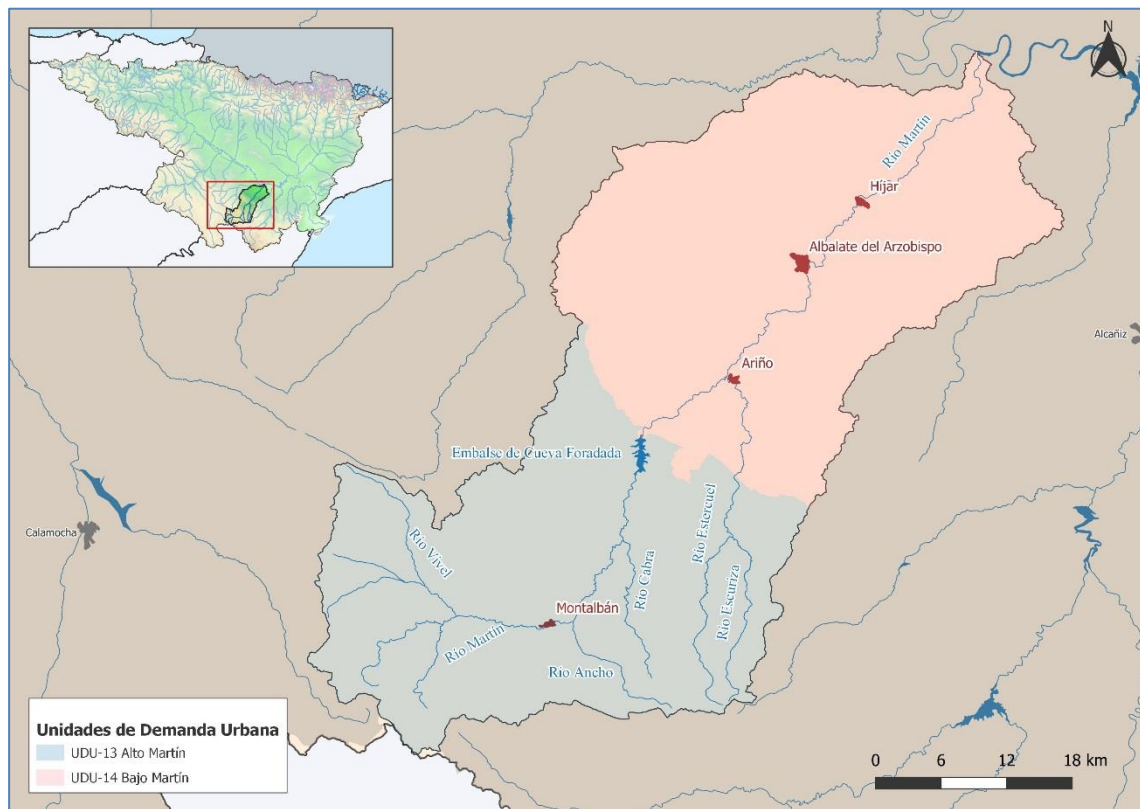 N
Río Martín
Híjar
Albalate del Arzobispo
Alcañiz
Ariño
Embalse de Cueva Foradada
Calamocha
Río Vivel
Río Estercuel
Río Cabra
Río Escuriza
Montalbán
Río Martín
Río Ancho
Unidades de Demanda Urbana
UDU-13 Alto Martín
UDU-14 Bajo Martín
0 6 12 18 km